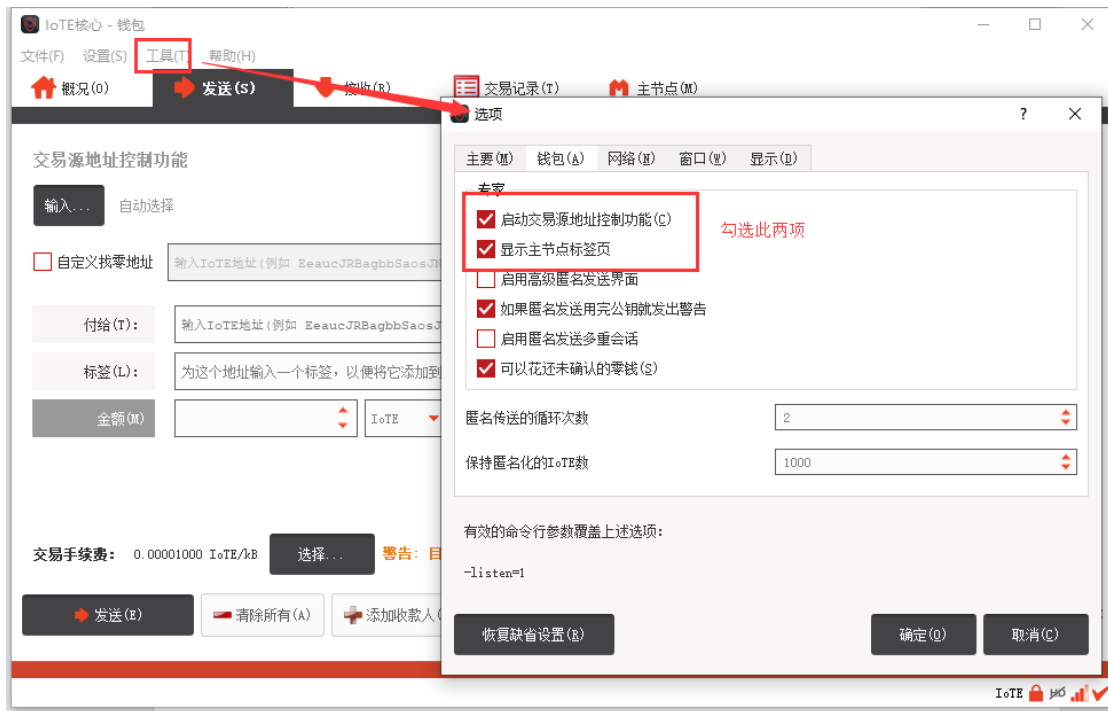 IoTE核心 - 钱包
文件(F) 设置(S) 工具(T) 帮助(H)
概况(O) 发送(S) 接收(R) 交易记录(T) 主节点(M)
选项
?
主要(M) 钱包(A) 网络(N) 窗口(W) 显示(D)
专家
启动交易源地址控制功能(C)
显示主节点标签页
勾选此两项
启用高级匿名发送界面
如果匿名发送用完公钥就发出警告
启用匿名发送多重会话
可以花还未确认的零钱(S)
匿名传送的循环次数 2
保持匿名化的IoTE数 1000
有效的命令行参数覆盖上述选项:
-listen=1
恢复缺省设置(R) 确定(O) 取消(C)
交易源地址控制功能
输入... 自动选择
自定义找零地址 输入IoTE地址(例如 EeaucJRBagbbSaosJN
付给(T): 输入IoTE地址(例如 EeaucJRBagbbSaosJ
标签(L): 为这个地址输入一个标签，以便将它添加到
金额(M) IoTE
交易手续费: 0.00001000 IoTE/kB 选择... 警告: 目
发送(E) 清除所有(A) 添加收款人(
IoTE HD